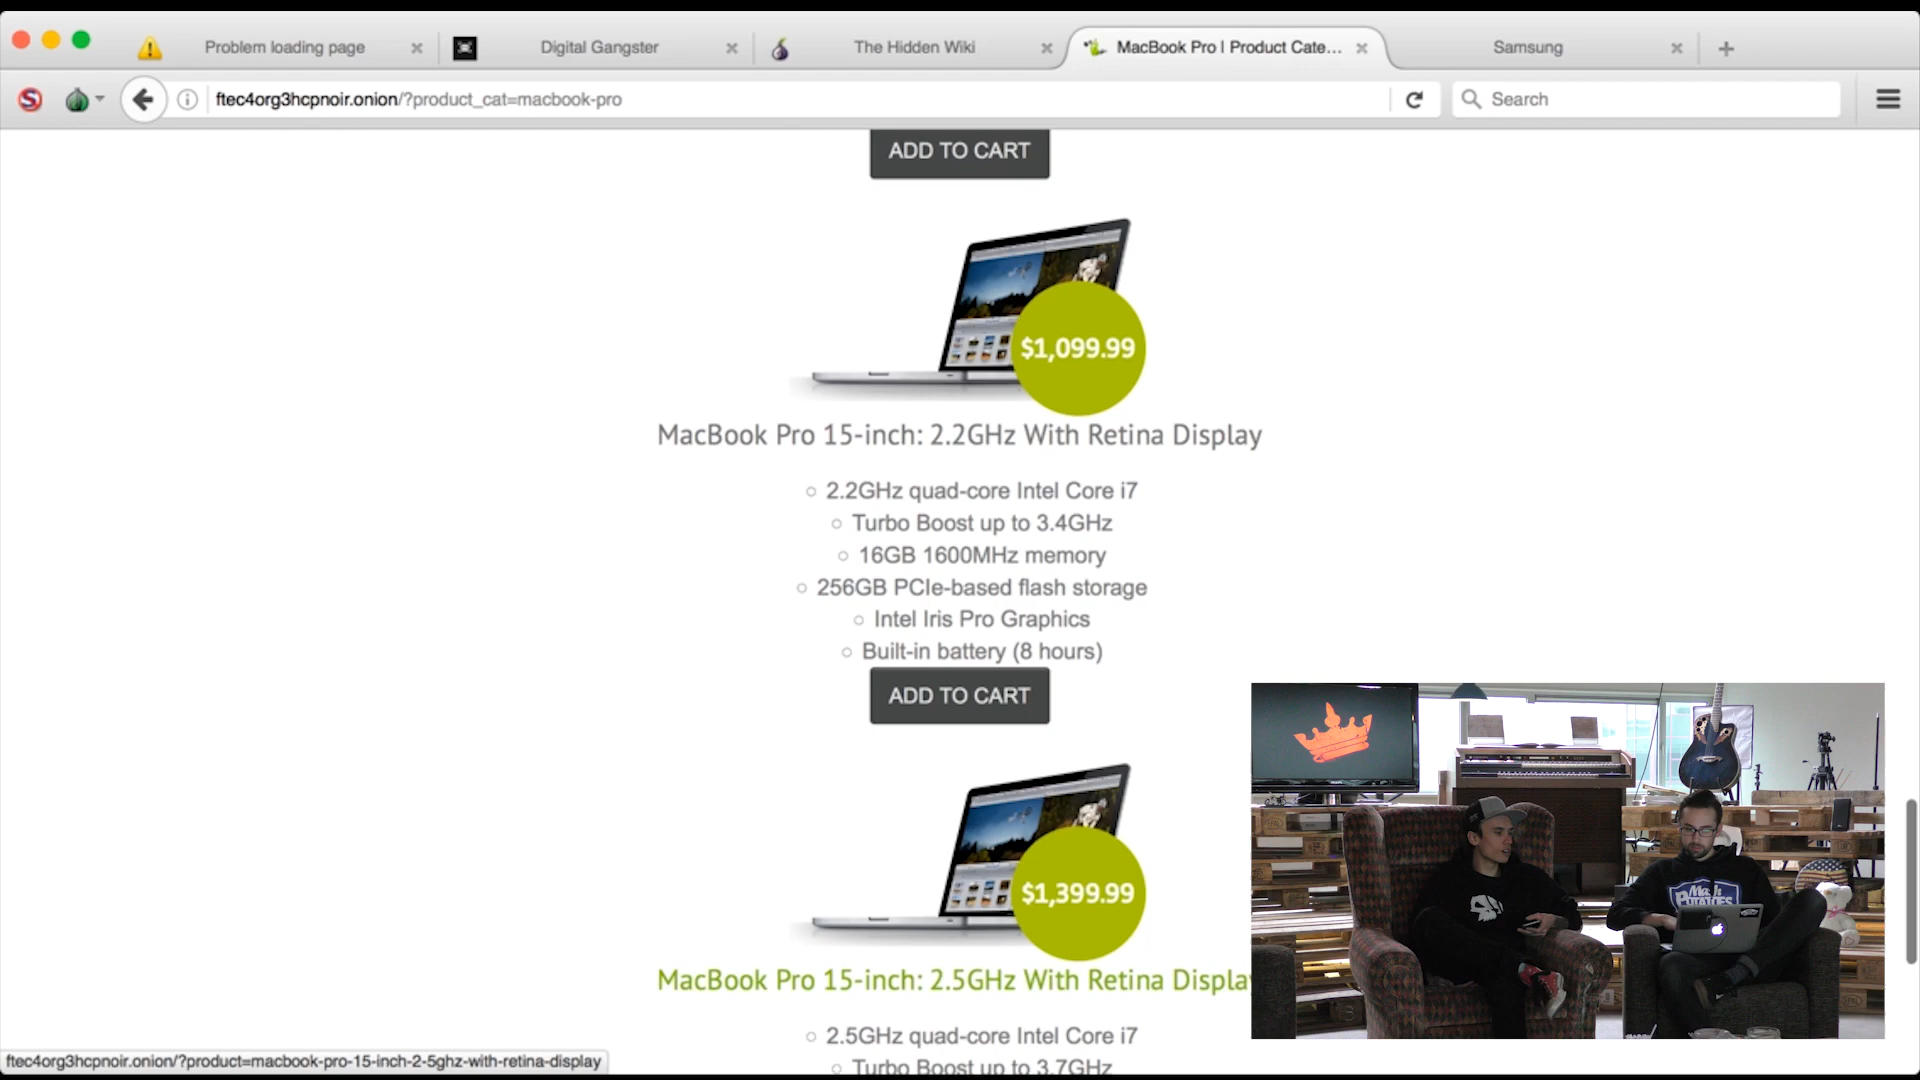 Problem loading page
Digital Gangster
The Hidden Wiki
MacBook Pro | Product Cate...
Samsung
ftec4org3hcpnoir.onion/?product_cat=macbook-pro
Search
ADD TO CART
$1,099.99
MacBook Pro 15-inch: 2.2GHz With Retina Display
2.2GHz quad-core Intel Core i7
Turbo Boost up to 3.4GHz
16GB 1600MHz memory
256GB PCIe-based flash storage
Intel Iris Pro Graphics
Built-in battery (8 hours)
ADD TO CART
$1,399.99
MacBook Pro 15-inch: 2.5GHz With Retina Display
2.5GHz quad-core Intel Core i7
Turbo Boost up to 3.7GHz
ftec4org3hcpnoir.onion/?product=macbook-pro-15-inch-2-5ghz-with-retina-display